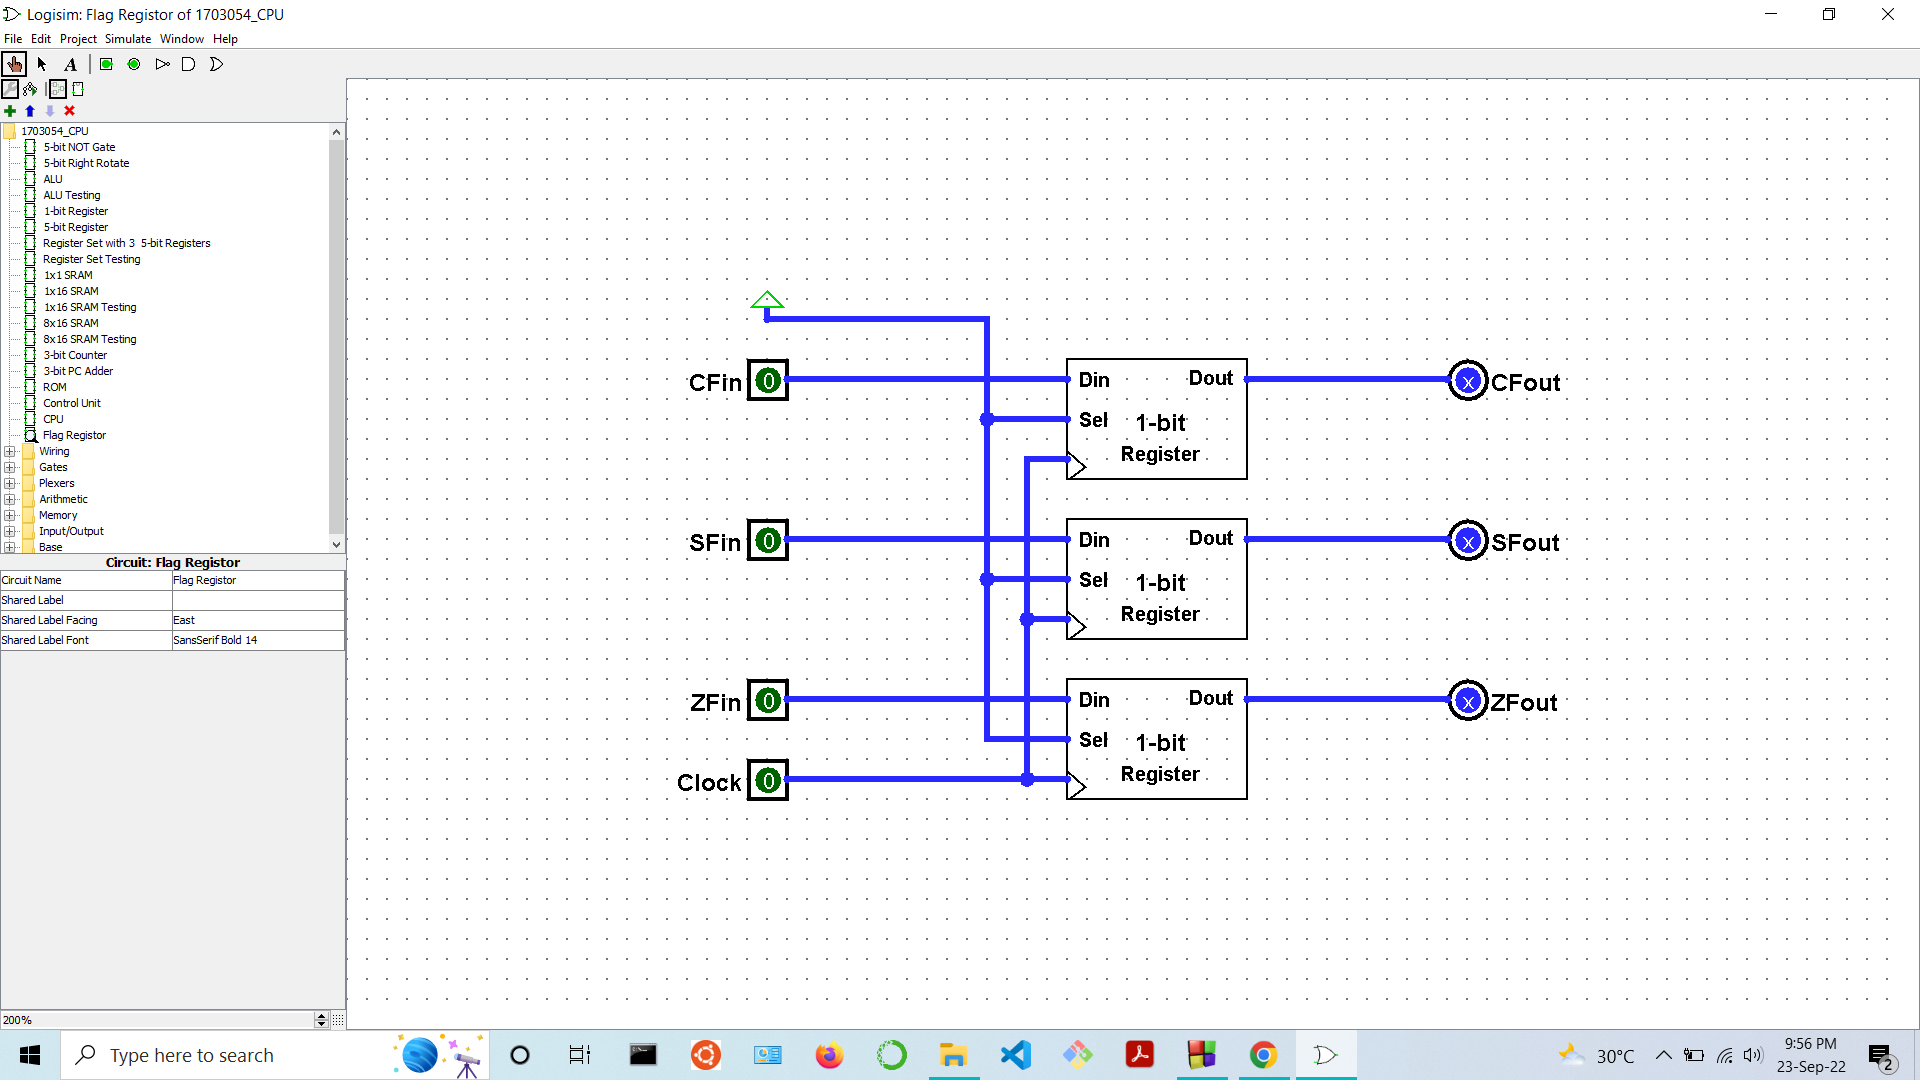 Logisim: Flag Registor of 1703054_CPU
File Edit Project Simulate Window Help
A
1703054_CPU
5-bit NOT Gate
5-bit Right Rotate
ALU
ALU Testing
1-bit Register
5-bit Register
Register Set with 3 5-bit Registers
Register Set Testing
1x1 SRAM
1x16 SRAM
1x16 SRAM Testing
8x16 SRAM
8x16 SRAM Testing
3-bit Counter
3-bit PC Adder
ROM
Control Unit
CPU
Flag Registor
Wiring
Gates
Plexers
Arithmetic
Memory
Input/Output
Base
Circuit: Flag Registor
Circuit Name Flag Registor
Shared Label
Shared Label Facing East
Shared Label Font SansSerif Bold 14
200%
CFin 0 Din Dout x CFout
Sel 1-bit
Register
SFin 0 Din Dout x SFout
Sel 1-bit
Register
ZFin 0 Din Dout x ZFout
Sel 1-bit
Register
Clock 0
Type here to search
30°C
9:56 PM
23-Sep-22
2